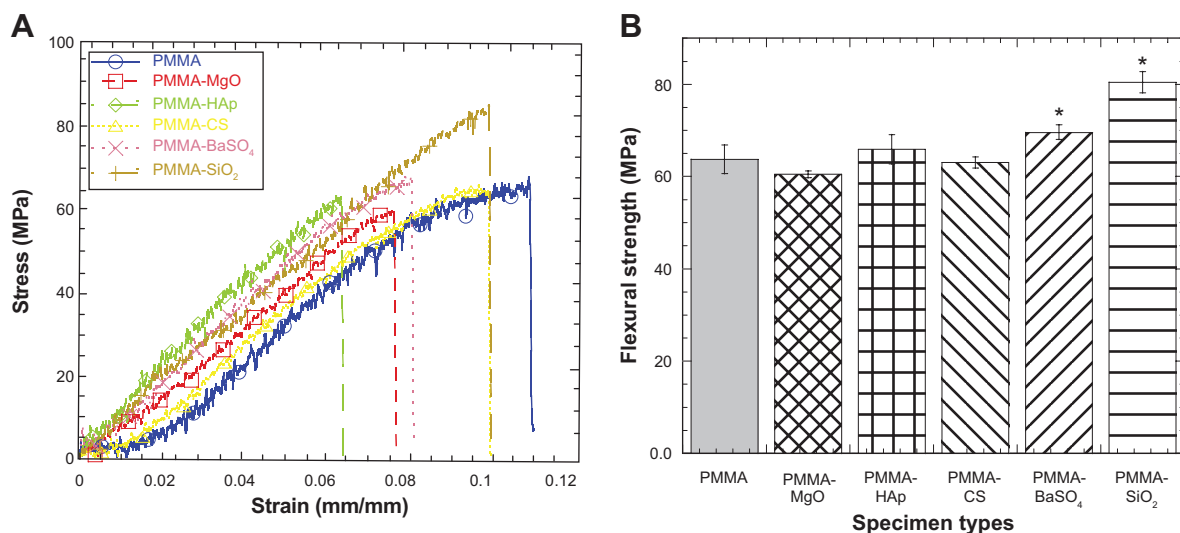 A
Stress (MPa)
100
80
60
40
20
0
PMMA
PMMA-MgO
PMMA-HAp
PMMA-CS
PMMA-BaSO₄
PMMA-SiO₂
0 0.02 0.04 0.06 0.08 0.1 0.12
Strain (mm/mm)
B
Flexural strength (MPa)
80
60
40
20
0.0
*
*
PMMA PMMA- PMMA- PMMA- PMMA- PMMA-
MgO HAp CS BaSO₄ SiO₂
Specimen types